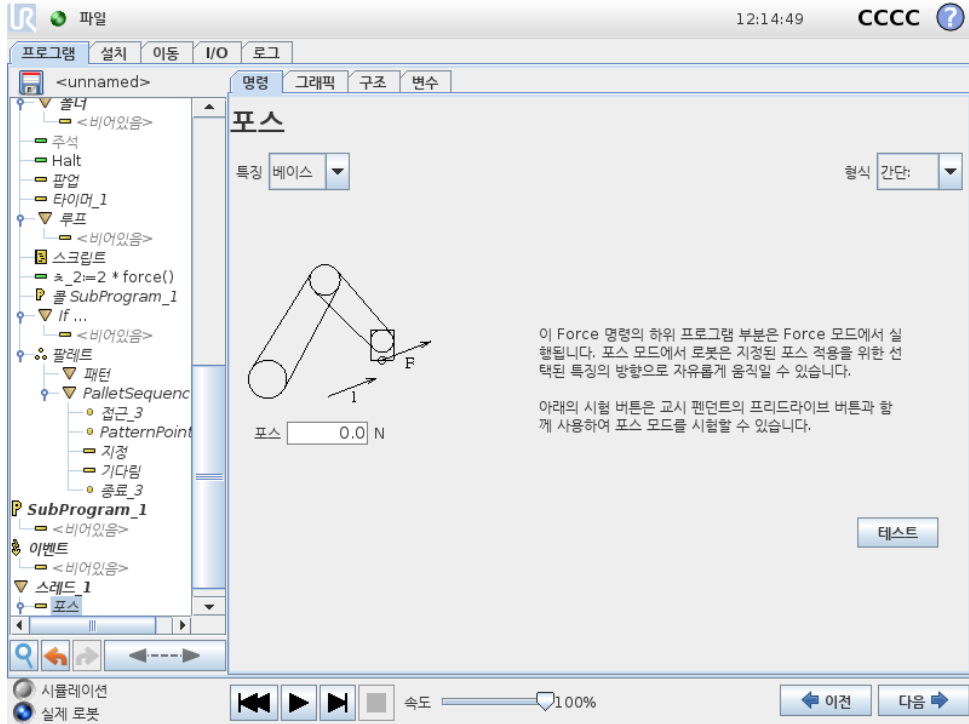 UR 파일 12:14:49 CCCC ?
프로그램 설치 이동 I/O 로그
<unnamed>
명령 그래픽 구조 변수
폴더
<비어있음>
주석
Halt
팝업
타이머_1
루프
<비어있음>
스크립트
2≔2 * force()
콜 SubProgram_1
If ...
<비어있음>
팔레트
패턴
PalletSequenc
접근_3
PatternPoint
지정
기다림
종료_3
P SubProgram_1
<비어있음>
이벤트
<비어있음>
스레드_1
포스
포스
특징 베이스
형식 간단:
F
1
포스 0.0 N
이 Force 명령의 하위 프로그램 부분은 Force 모드에서 실
행됩니다. 포스 모드에서 로봇은 지정된 포스 적용을 위한 선
택된 특징의 방향으로 자유롭게 움직일 수 있습니다.
아래의 시험 버튼은 교시 펜던트의 프리드라이브 버튼과 함
께 사용하여 포스 모드를 시험할 수 있습니다.
테스트
시뮬레이션
실제 로봇
속도 100%
이전 다음